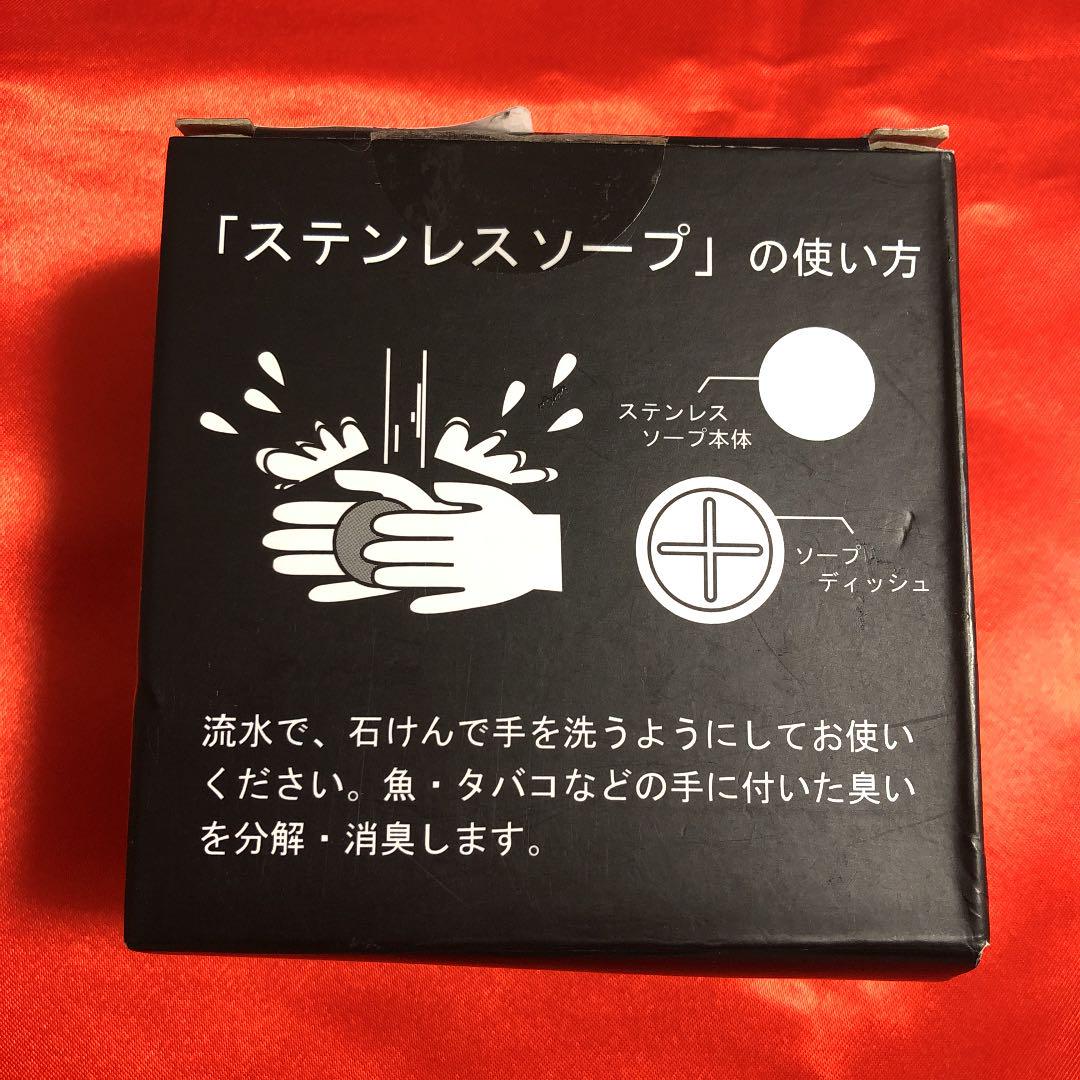 「ステンレスソープ」の使い方
ステンレス
ソープ本体
ソープ
ディッシュ
流水で、石けんで手を洗うようにしてお使い
ください。魚・タバコなどの手に付いた臭い
を分解・消臭します。